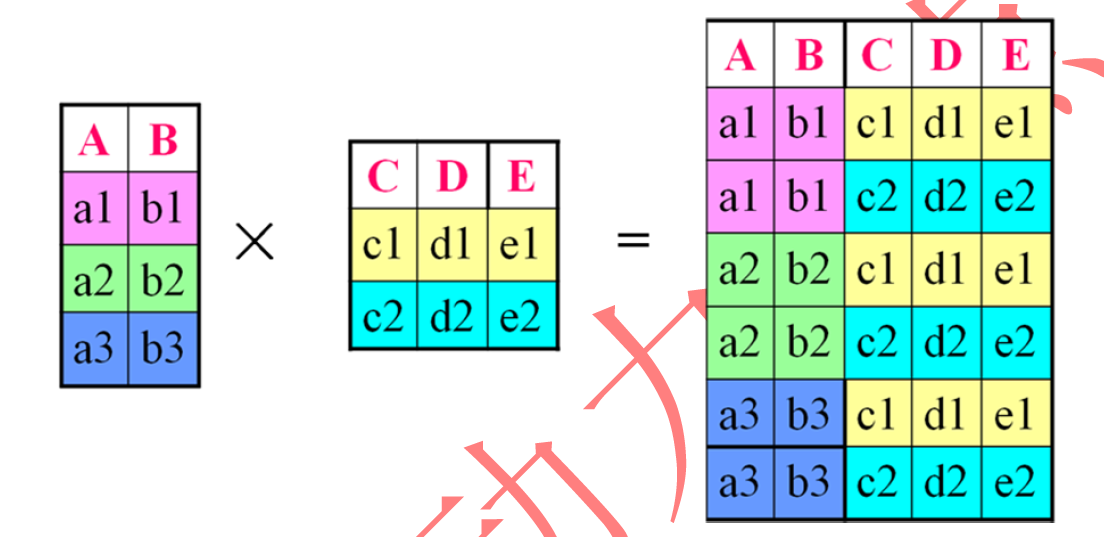 A B
a1 b1
a2 b2
a3 b3
×
C D E
c1 d1 e1
c2 d2 e2
=
A B C D E
a1 b1 c1 d1 e1
a1 b1 c2 d2 e2
a2 b2 c1 d1 e1
a2 b2 c2 d2 e2
a3 b3 c1 d1 e1
a3 b3 c2 d2 e2